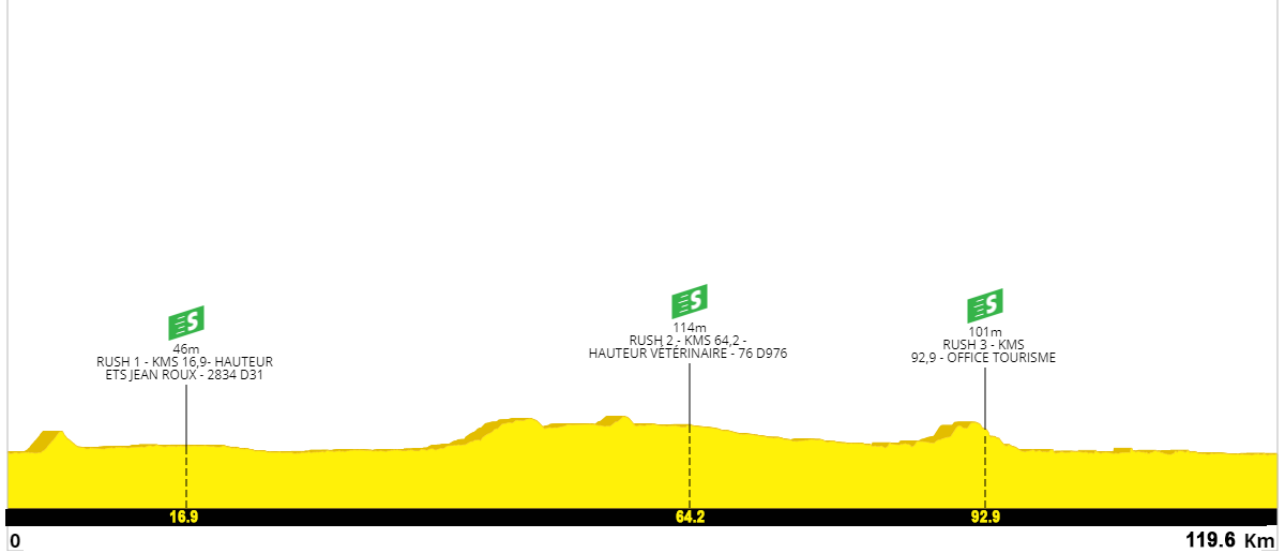 S
46m
RUSH 1 - KMS 16,9- HAUTEUR
ETS JEAN ROUX - 2834 D31
S
114m
RUSH 2 - KMS 64,2 -
HAUTEUR VÉTÉRINAIRE - 76 D976
S
101m
RUSH 3 - KMS
92,9 - OFFICE TOURISME
16.9
64.2
92.9
0
119.6 Km